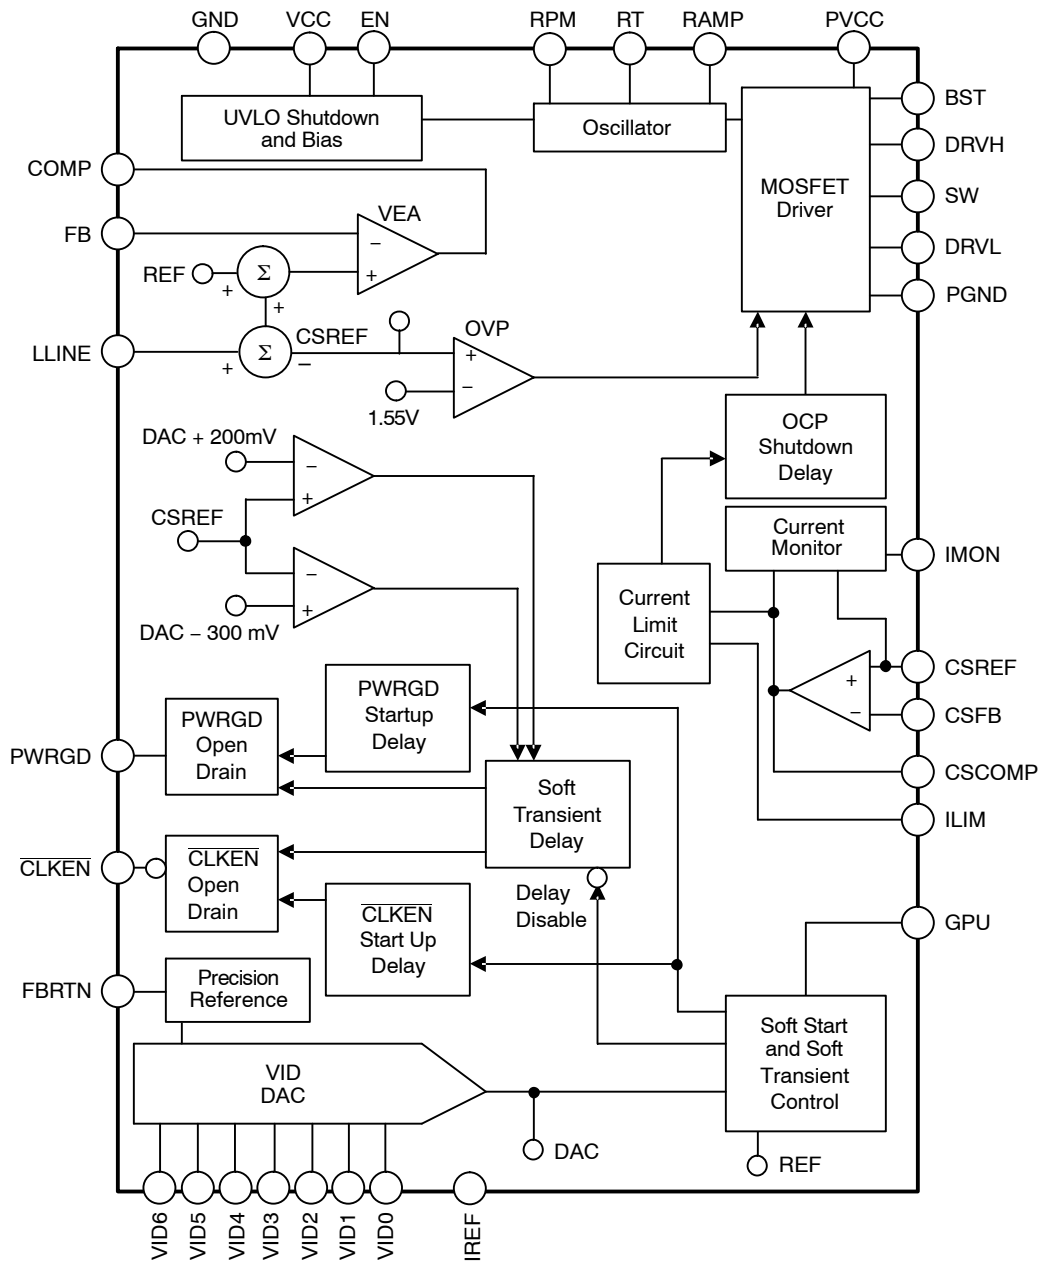 GND VCC EN RPM RT RAMP PVCC
UVLO Shutdown
and Bias
Oscillator
MOSFET
Driver
BST
DRVH
SW
DRVL
PGND
COMP
FB
VEA
−
+
REF
Σ
+
+
LLINE
Σ
+
−
CSREF
OVP
+
−
1.55V
OCP
Shutdown
Delay
DAC + 200mV
−
+
CSREF
−
+
DAC − 300 mV
Current
Monitor
IMON
Current
Limit
Circuit
+
−
CSREF
CSFB
CSCOMP
ILIM
PWRGD
PWRGD
Open
Drain
PWRGD
Startup
Delay
Soft
Transient
Delay
CLKEN
CLKEN
Open
Drain
CLKEN
Start Up
Delay
Delay
Disable
GPU
FBRTN
Precision
Reference
VID
DAC
Soft Start
and Soft
Transient
Control
DAC
REF
VID6
VID5
VID4
VID3
VID2
VID1
VID0
IREF